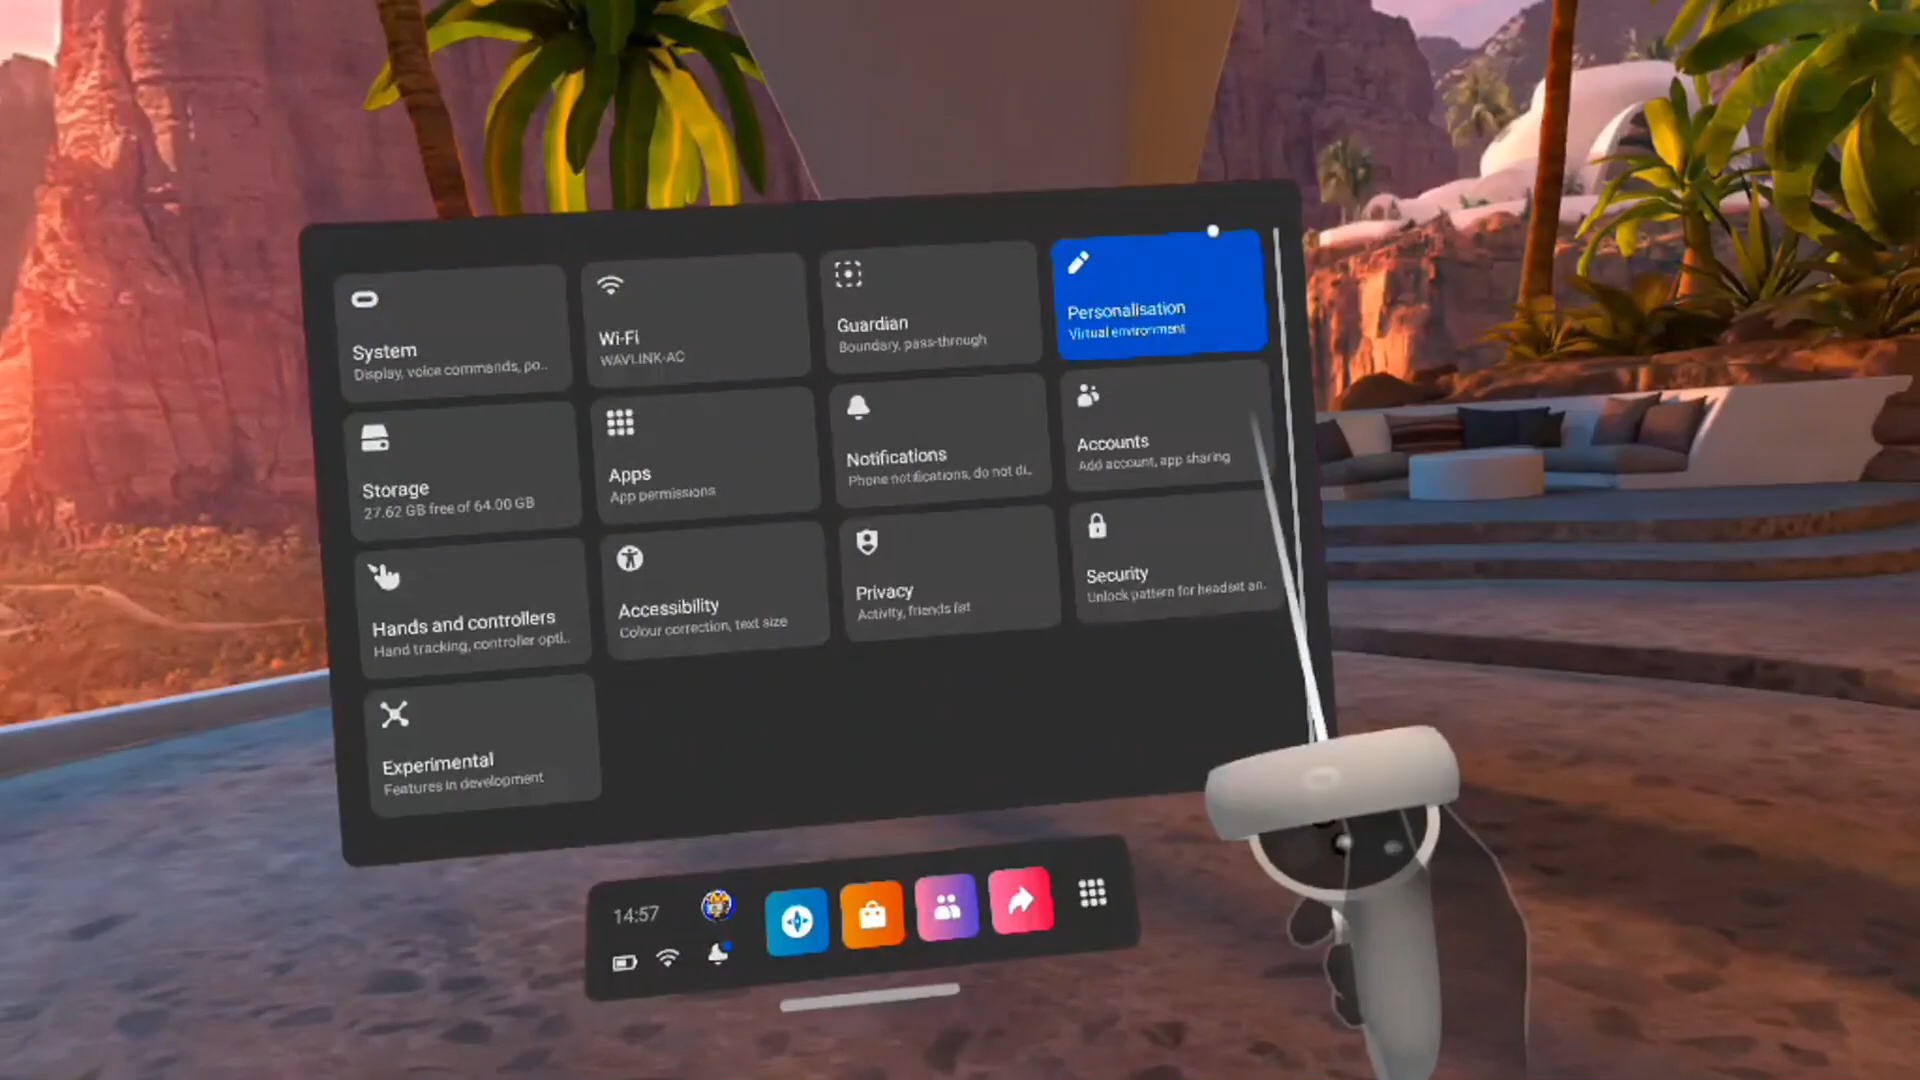 System
Display, voice commands, po..
Wi-Fi
WAVLINK-AC
Guardian
Boundary, pass-through
Personalisation
Virtual environment
Storage
27.62 GB free of 64.00 GB
Apps
App permissions
Notifications
Phone notifications, do not di..
Accounts
Add account, app sharing
Hands and controllers
Hand tracking, controller opti..
Accessibility
Colour correction, text size
Privacy
Activity, friends list
Security
Unlock pattern for headset an.
Experimental
Features in development
14:57